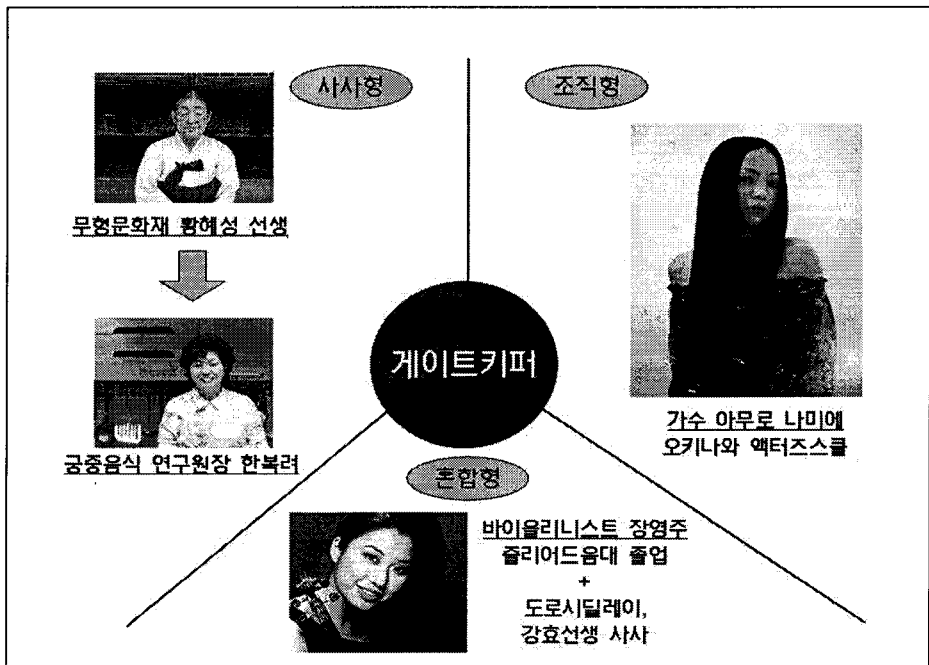 사사형
무형문화재 황혜성 선생
궁중음식 연구원장 한복려
조직형
가수 아무로 나미에
오키나와 액터즈스쿨
게이트키퍼
혼합형
바이올리니스트 장영주
쥴리어드음대 졸업
+
도로시딜레이,
강효선생 사사